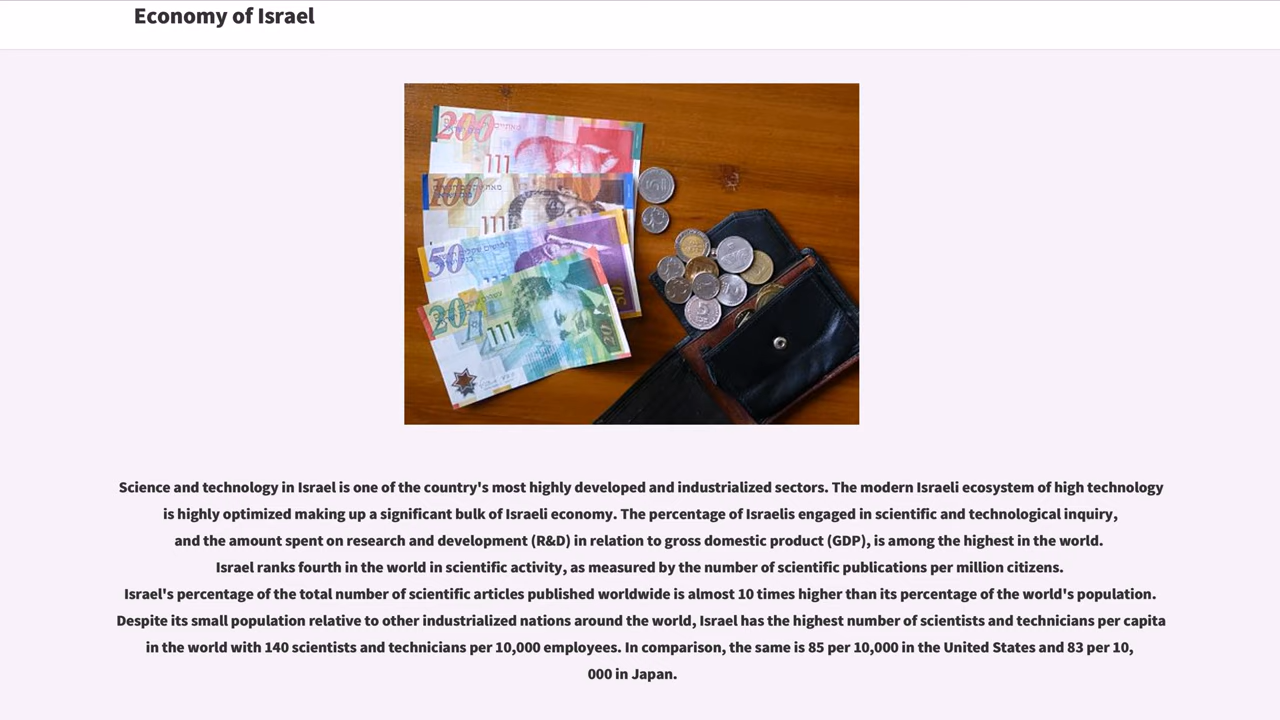 Economy of Israel
200
100
50
20
50
20
Science and technology in Israel is one of the country's most highly developed and industrialized sectors. The modern Israeli ecosystem of high technology
is highly optimized making up a significant bulk of Israeli economy. The percentage of Israelis engaged in scientific and technological inquiry,
and the amount spent on research and development (R&D) in relation to gross domestic product (GDP), is among the highest in the world.
Israel ranks fourth in the world in scientific activity, as measured by the number of scientific publications per million citizens.
Israel's percentage of the total number of scientific articles published worldwide is almost 10 times higher than its percentage of the world's population.
Despite its small population relative to other industrialized nations around the world, Israel has the highest number of scientists and technicians per capita
in the world with 140 scientists and technicians per 10,000 employees. In comparison, the same is 85 per 10,000 in the United States and 83 per 10,
000 in Japan.